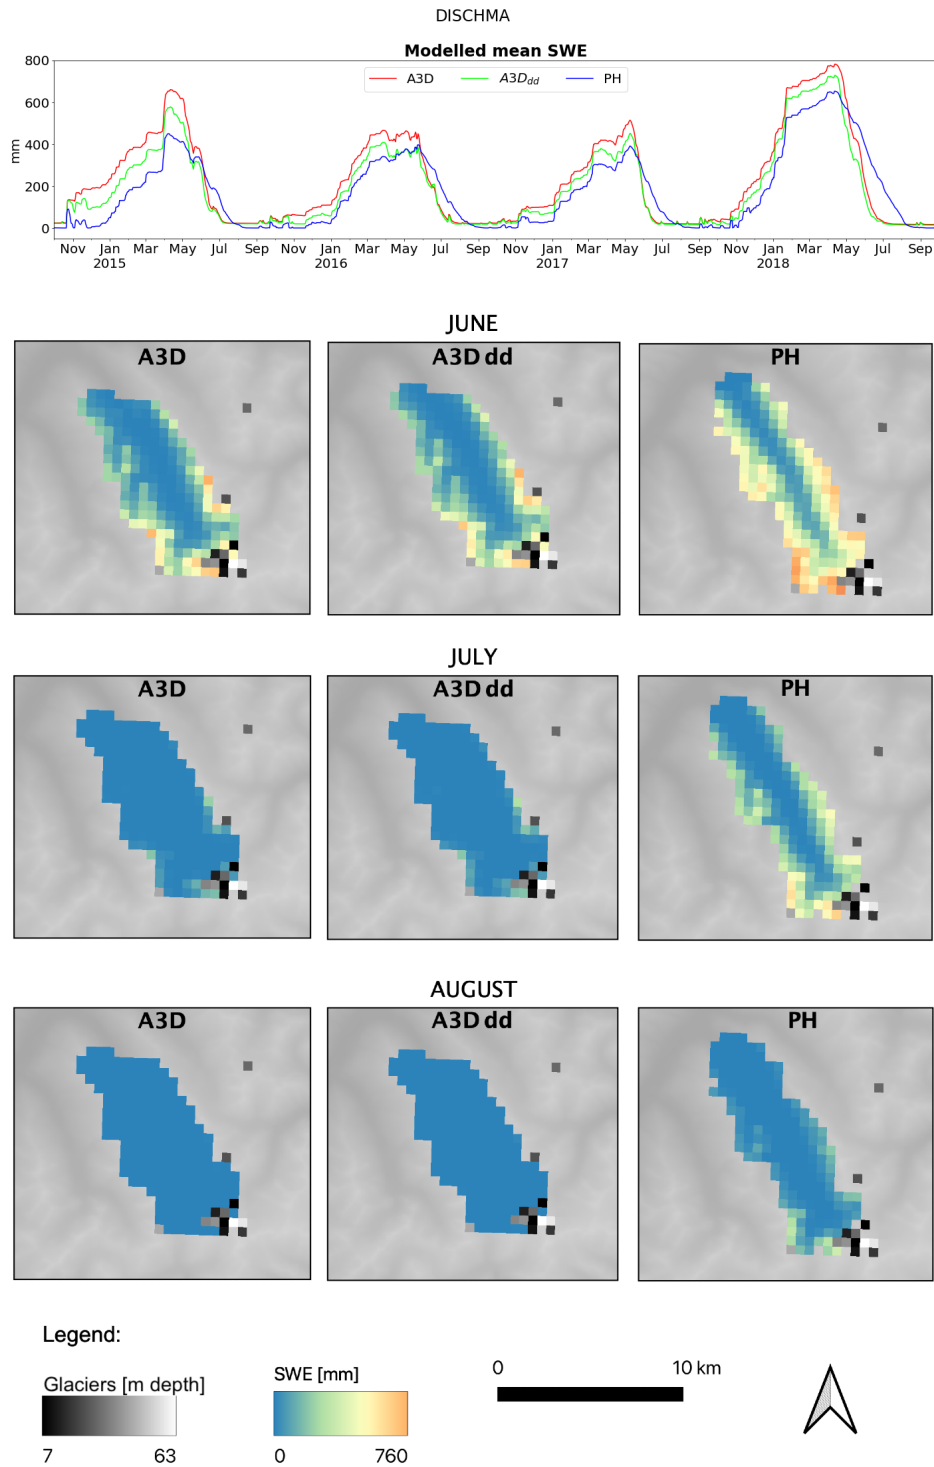 DISCHMA
Modelled mean SWE
A3D A3Ddd PH
800
600
400
200
0
mm
Nov Jan Mar May Jul Sep Nov Jan Mar May Jul Sep Nov Jan Mar May Jul Sep Nov Jan Mar May Jul Sep
2015 2016 2017 2018
JUNE
A3D A3D dd PH
JULY
A3D A3D dd PH
AUGUST
A3D A3D dd PH
Legend:
Glaciers [m depth]
7 63
SWE [mm]
0 760
0 10 km